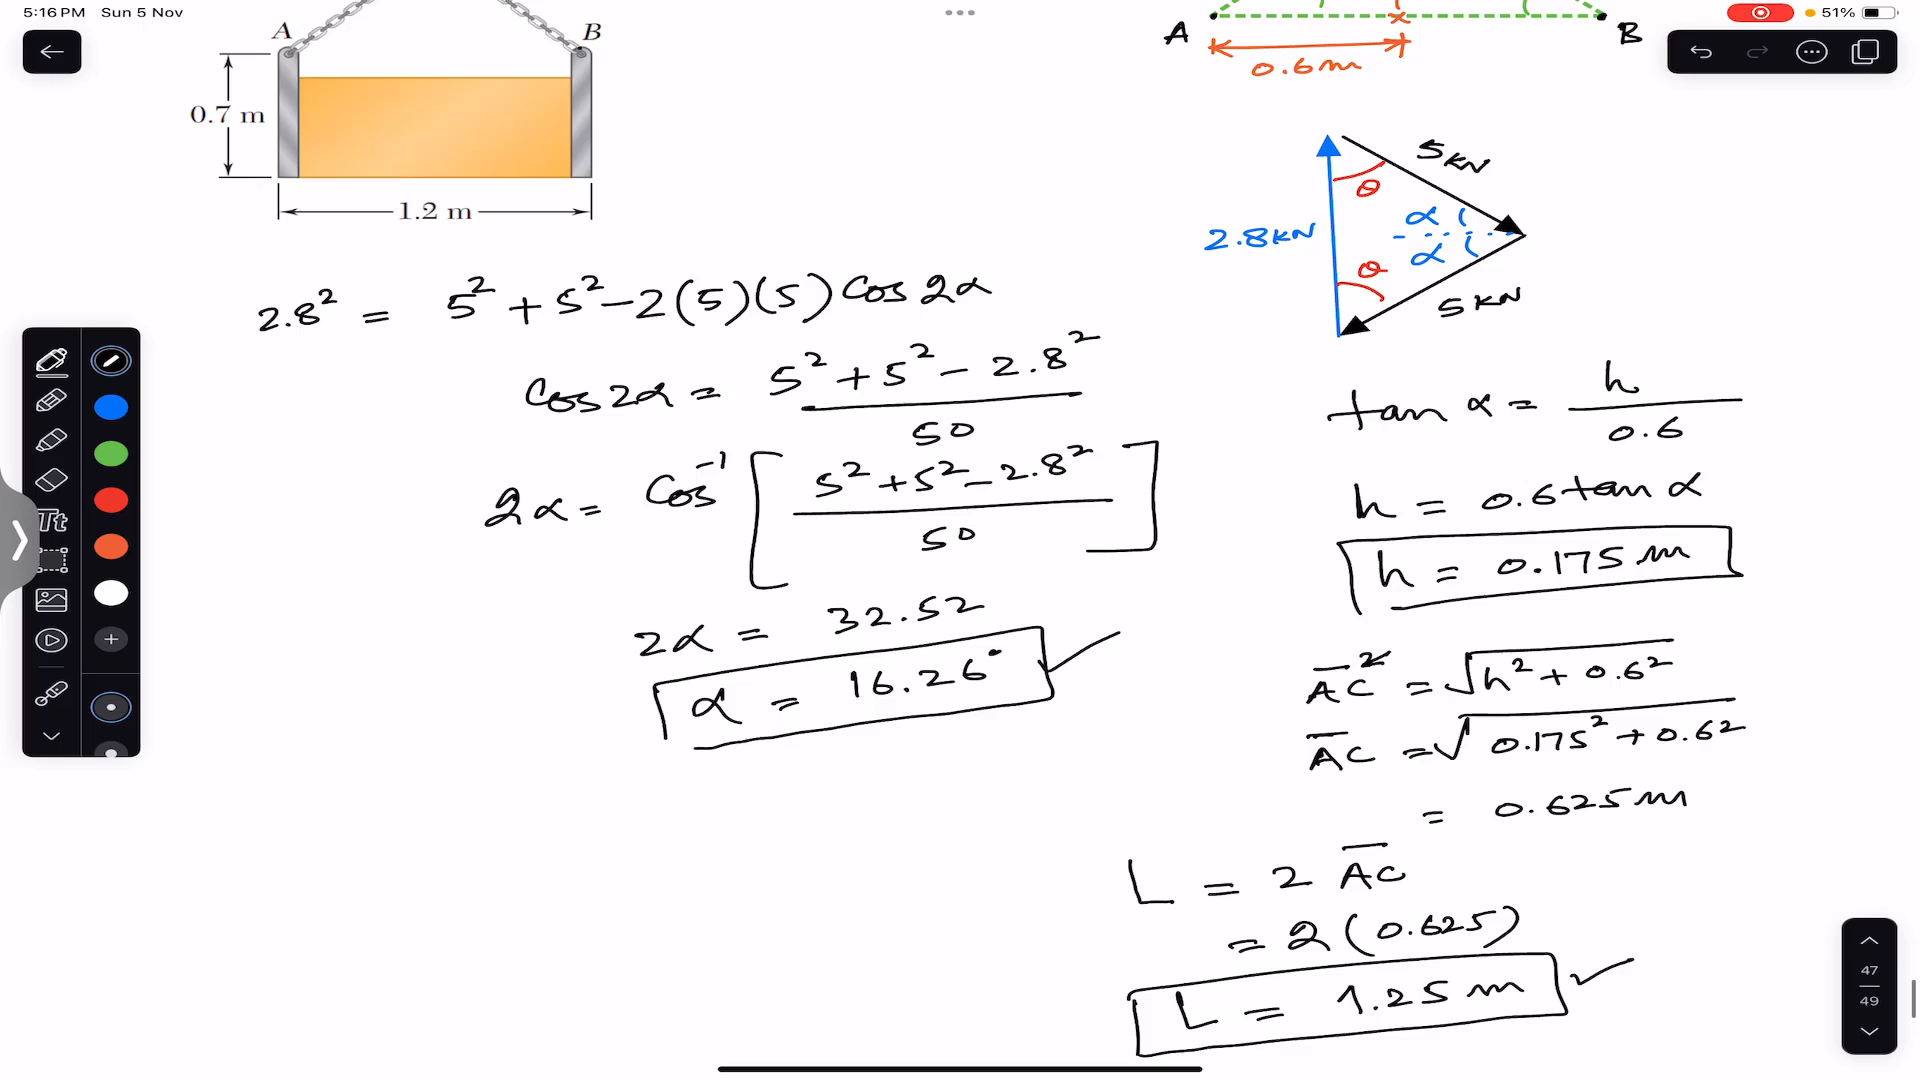 5:16 PM Sun 5 Nov
51%
A
B
0.7 m
1.2 m
A
B
0.6m
5kN
θ
α
2.8kN
α
θ
5kN
2.8² = 5² + 5² - 2(5)(5) Cos 2α
Cos 2α = 5² + 5² - 2.8² / 50
2α = Cos⁻¹ [ 5² + 5² - 2.8² / 50 ]
2α = 32.52
α = 16.26°
tan α = h / 0.6
h = 0.6 tan α
h = 0.175 m
AC² = √h² + 0.6²
AC = √0.175² + 0.6²
= 0.625m
L = 2 AC
= 2 (0.625)
L = 1.25 m
Tt
47
49